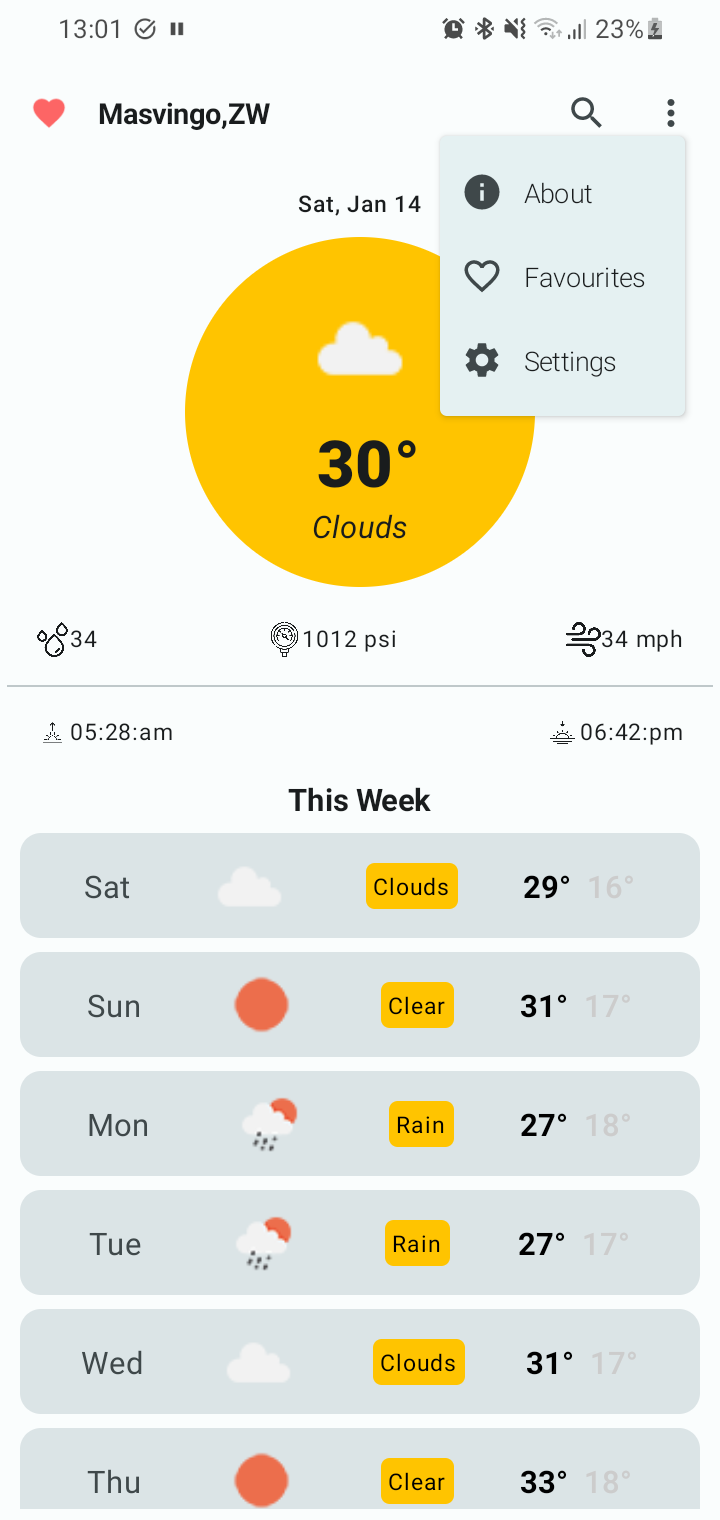 13:01 23%
Masvingo,ZW
About
Sat, Jan 14
Favourites
Settings
30°
Clouds
34 1012 psi 34 mph
05:28:am 06:42:pm
This Week
Sat Clouds 29° 16°
Sun Clear 31° 17°
Mon Rain 27° 18°
Tue Rain 27° 17°
Wed Clouds 31° 17°
Thu Clear 33° 18°